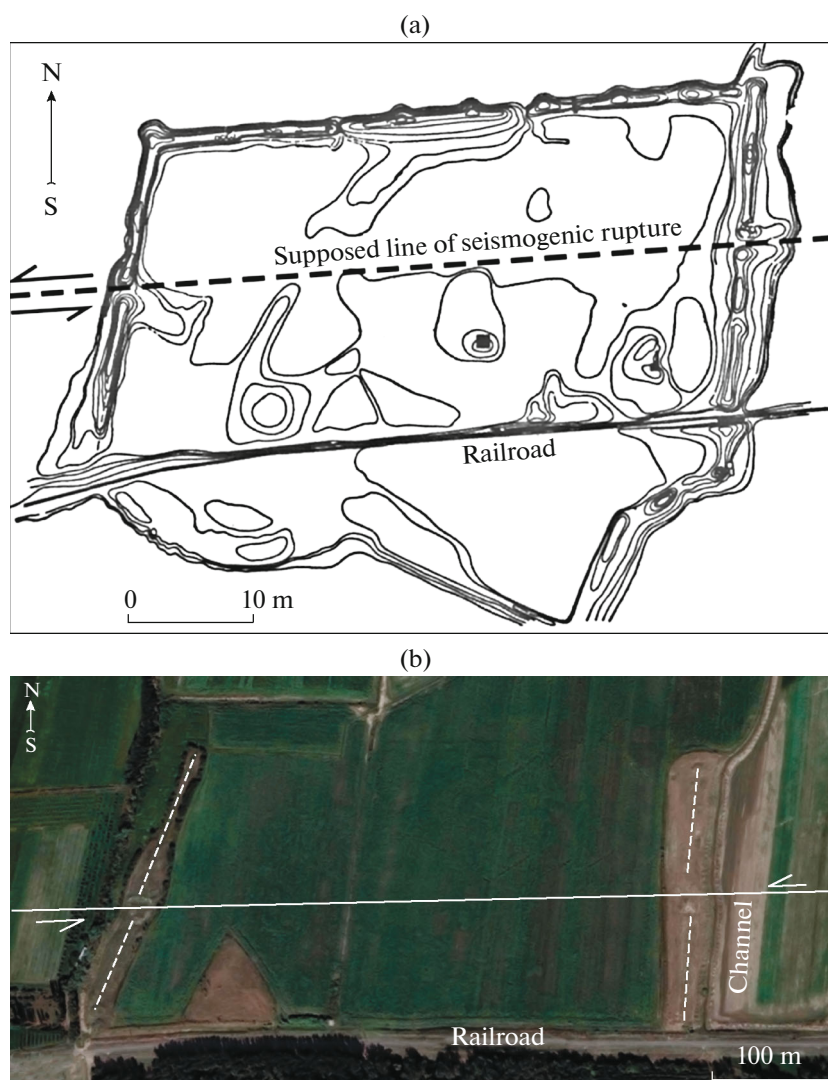 (a)
N
S
Supposed line of seismogenic rupture
Railroad
0 10 m
(b)
N
S
Channel
Railroad
100 m